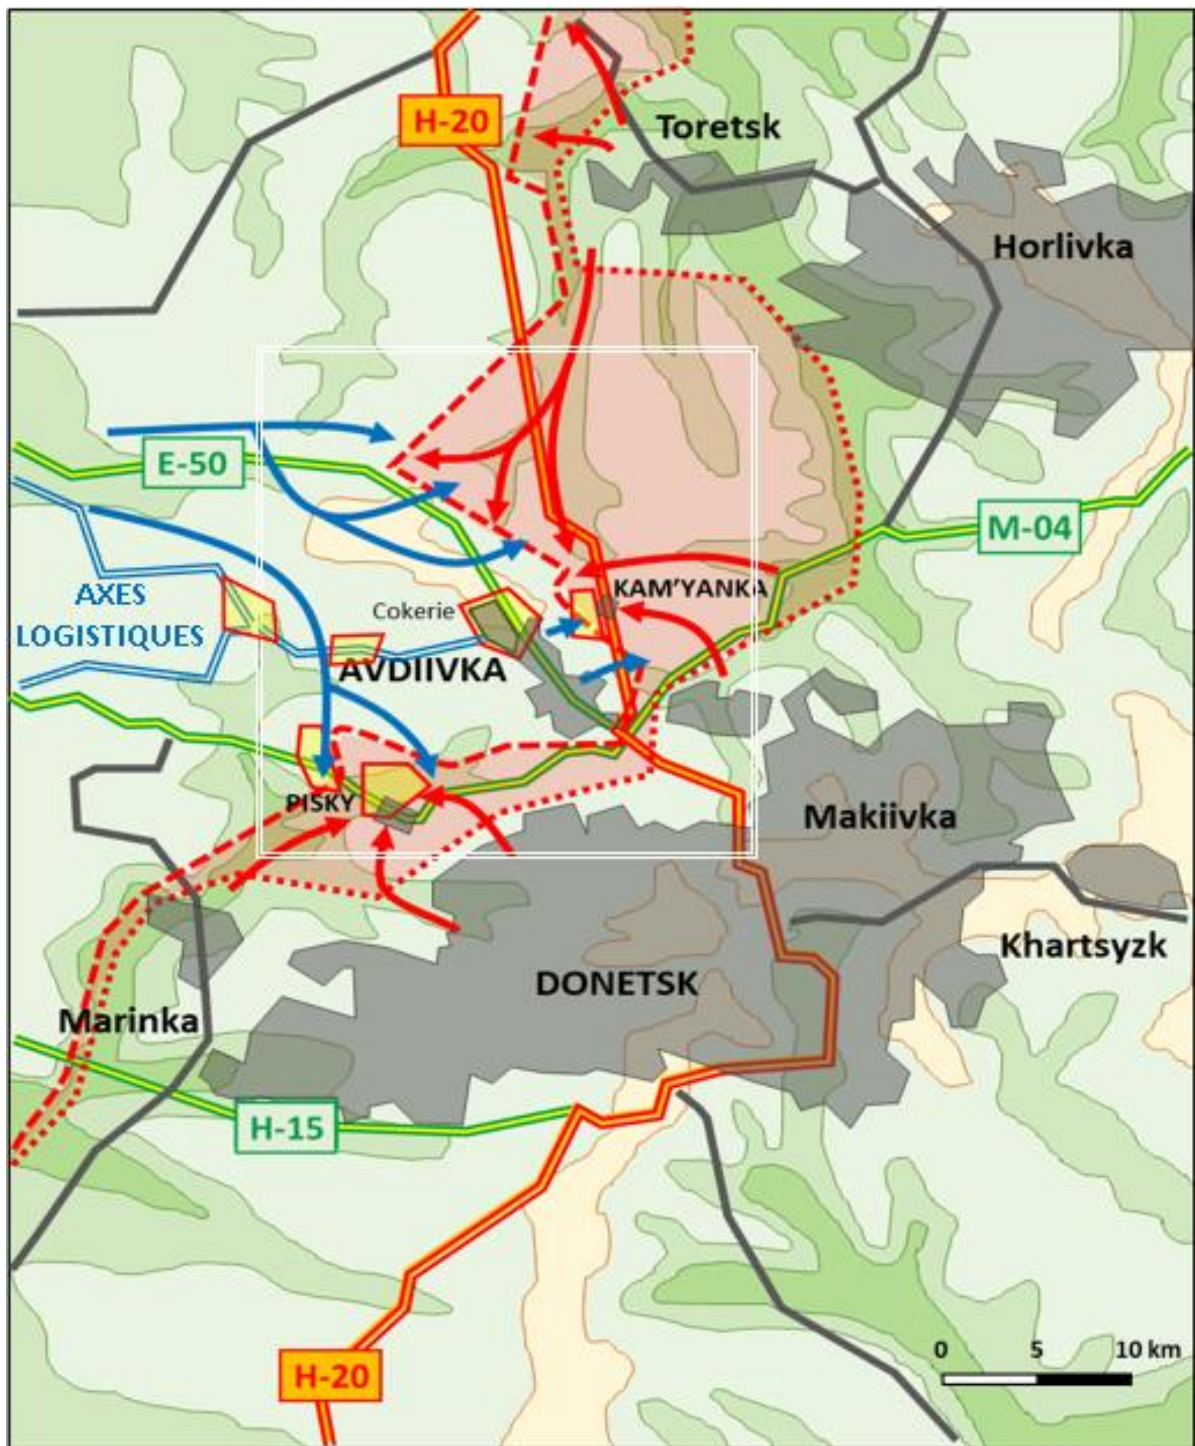 H-20
Toretsk
Horlivka
E-50
M-04
AXES
LOGISTIQUES
Cokerie
KAM'YANKA
AVDIIVKA
PISKY
Makiivka
Khartsyzk
DONETSK
Marinka
H-15
H-20
0 5 10 km